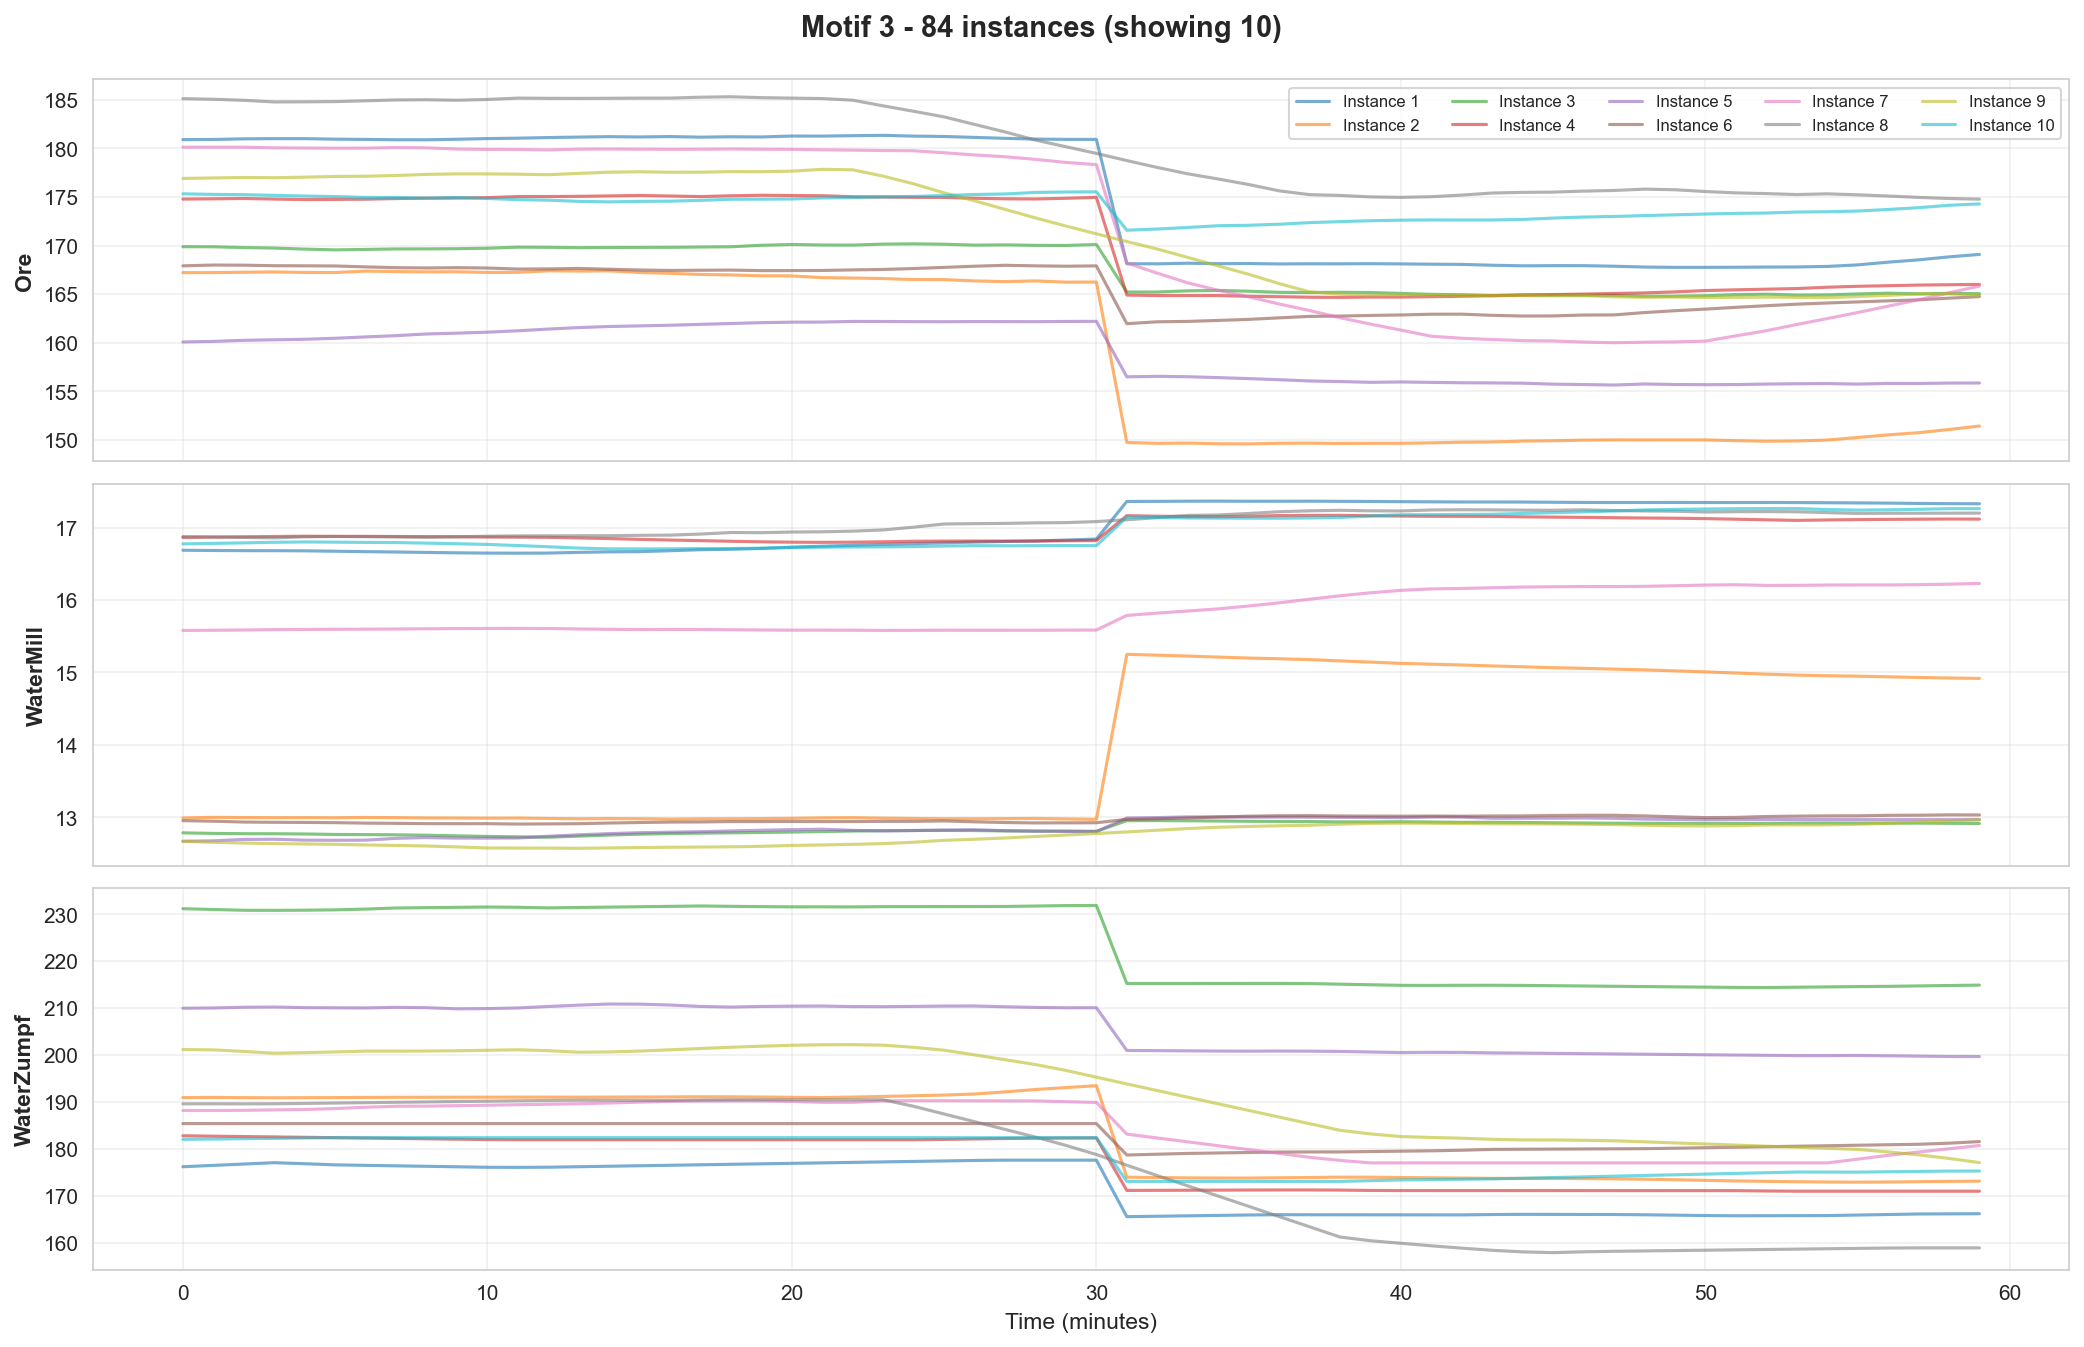 Motif 3 - 84 instances (showing 10)
Instance 1 Instance 3 Instance 5 Instance 7 Instance 9
Instance 2 Instance 4 Instance 6 Instance 8 Instance 10
Ore
185
180
175
170
165
160
155
150
WaterMill
17
16
15
14
13
WaterZumpf
230
220
210
200
190
180
170
160
0 10 20 30 40 50 60
Time (minutes)